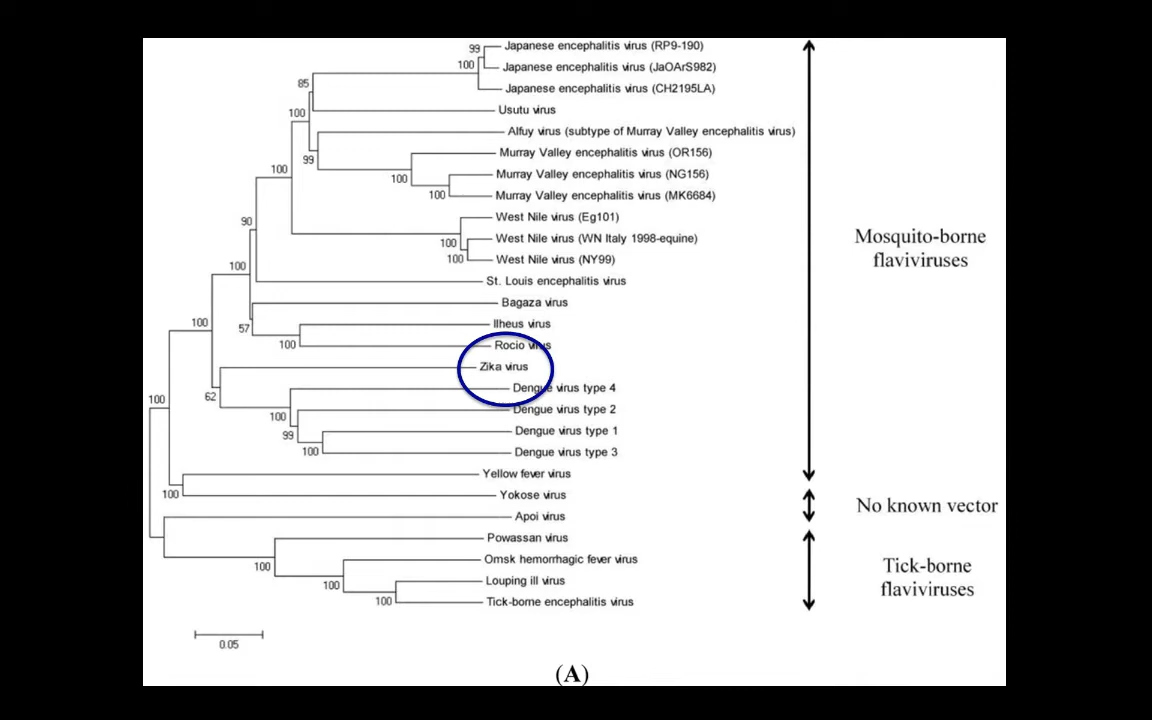 99
Japanese encephalitis virus (RP9-190)
100
Japanese encephalitis virus (JaOArS982)
85
Japanese encephalitis virus (CH2195LA)
100
Usutu virus
Alfuy virus (subtype of Murray Valley encephalitis virus)
99
Murray Valley encephalitis virus (OR156)
100
100
Murray Valley encephalitis virus (NG156)
100
Murray Valley encephalitis virus (MK6684)
90
West Nile virus (Eg101)
100
West Nile virus (WN Italy 1998-equine)
100
West Nile virus (NY99)
100
St. Louis encephalitis virus
Bagaza virus
100
57
Ilheus virus
100
Rocio virus
Zika virus
62
Dengue virus type 4
100
100
Dengue virus type 2
99
Dengue virus type 1
100
Dengue virus type 3
Yellow fever virus
100
Yokose virus
Apoi virus
Powassan virus
100
Omsk hemorrhagic fever virus
100
Louping ill virus
100
Tick-borne encephalitis virus
Mosquito-borne
flaviviruses
No known vector
Tick-borne
flaviviruses
0.05
(A)